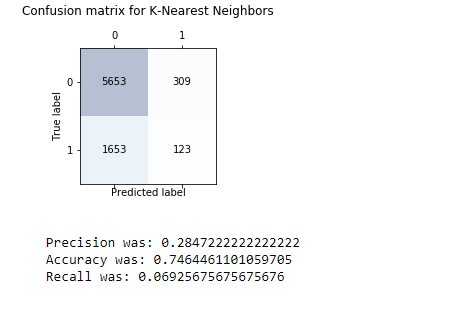 Confusion matrix for K-Nearest Neighbors
0 1
0 5653 309
True label
1 1653 123
Predicted label
Precision was: 0.2847222222222222
Accuracy was: 0.7464461101059705
Recall was: 0.06925675675675676